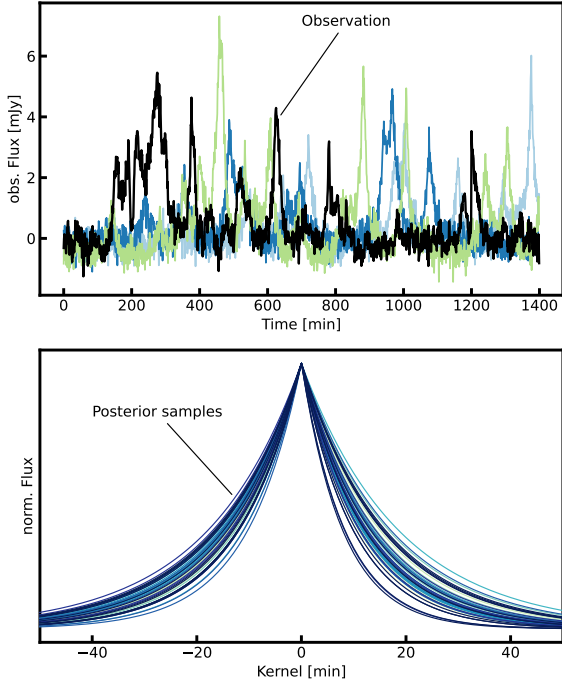 Observation
obs. Flux [mJy]
6
4
2
0
0 200 400 600 800 1000 1200 1400
Time [min]
Posterior samples
norm. Flux
−40 −20 0 20 40
Kernel [min]